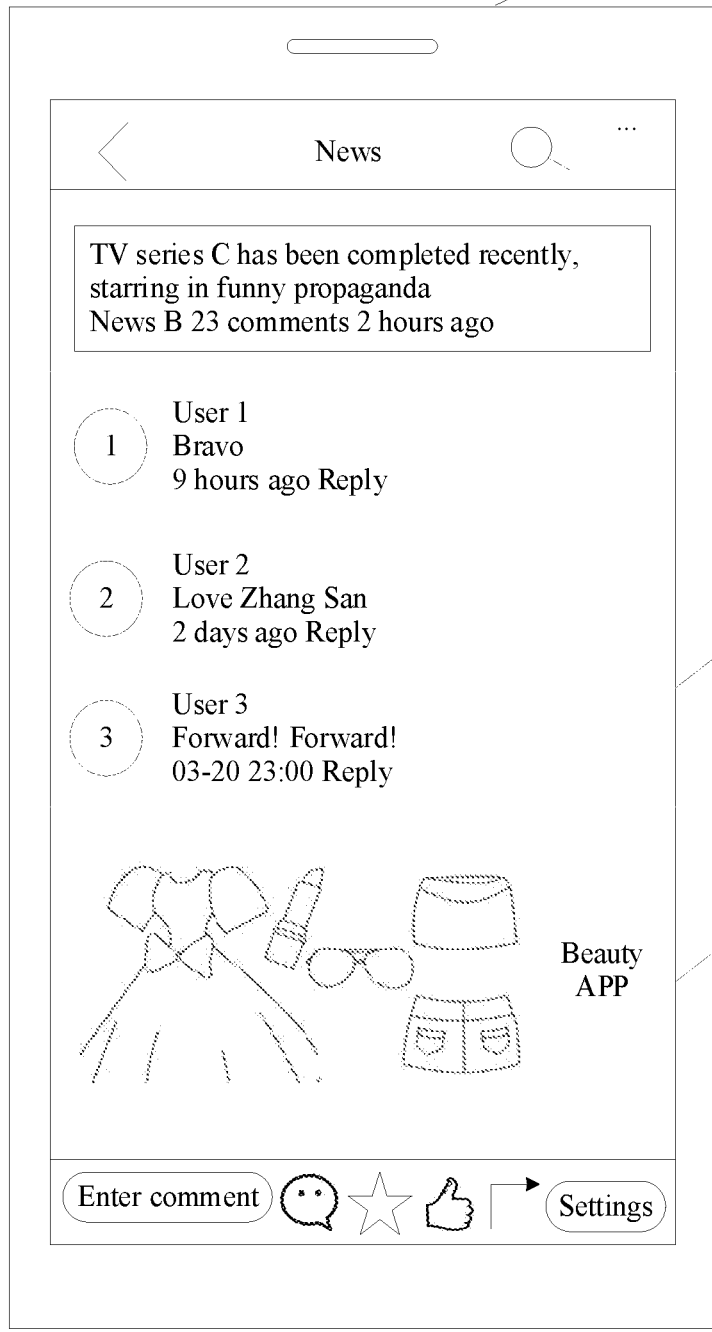 News
...
TV series C has been completed recently,
starring in funny propaganda
News B 23 comments 2 hours ago
1
User 1
Bravo
9 hours ago Reply
2
User 2
Love Zhang San
2 days ago Reply
3
User 3
Forward! Forward!
03-20 23:00 Reply
Beauty
APP
Enter comment
Settings